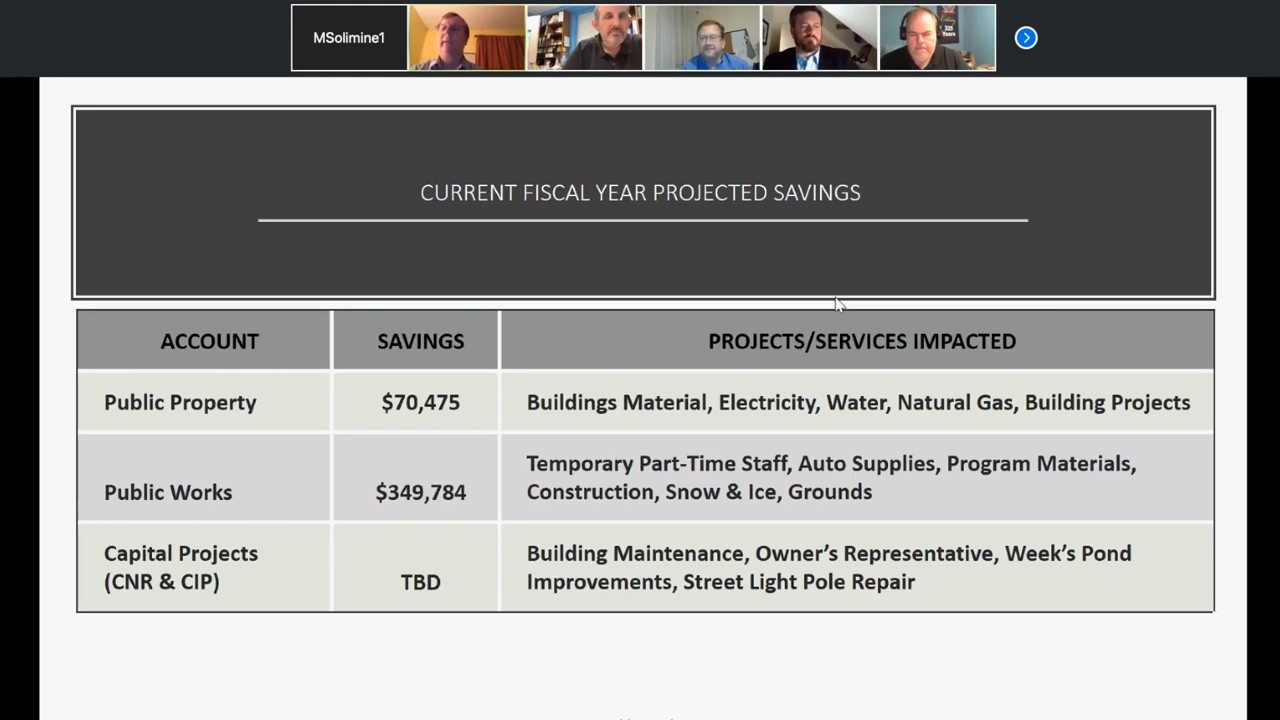 MSolimine1
325
Years
CURRENT FISCAL YEAR PROJECTED SAVINGS
ACCOUNT SAVINGS PROJECTS/SERVICES IMPACTED
Public Property $70,475 Buildings Material, Electricity, Water, Natural Gas, Building Projects
Temporary Part-Time Staff, Auto Supplies, Program Materials,
Public Works $349,784 Construction, Snow & Ice, Grounds
Capital Projects Building Maintenance, Owner’s Representative, Week’s Pond
(CNR & CIP) TBD Improvements, Street Light Pole Repair